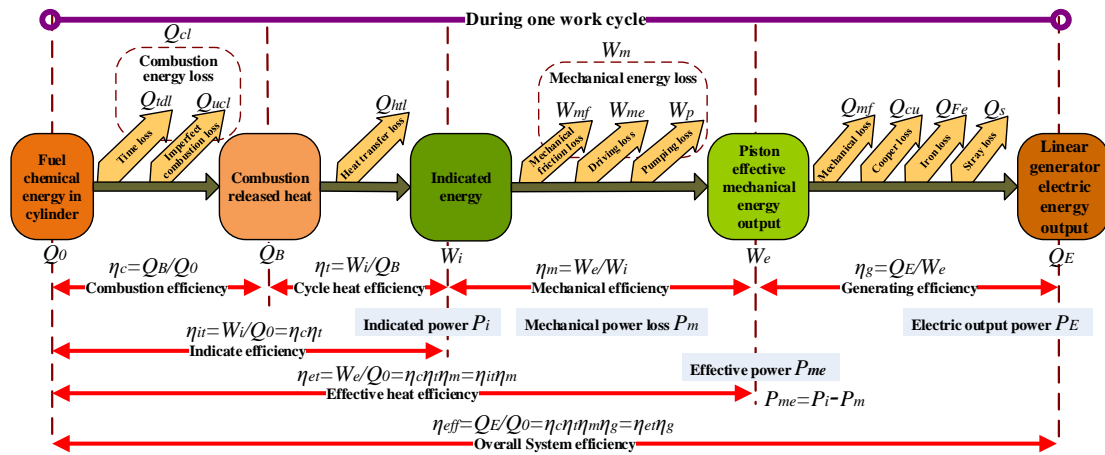 During one work cycle
Qcl
Combustion
energy loss
Qtdl
Qucl
Time loss
Imperfect
combustion loss
Qhtl
Heat transfer loss
Wm
Mechanical energy loss
Wmf
Wme
Wp
Mechanical
friction loss
Driving loss
Pumping loss
Qmf
Qcu
QFe
Qs
Mechanical loss
Cooper loss
Iron loss
Stray loss
Fuel
chemical
energy in
cylinder
Combustion
released heat
Indicated
energy
Piston
effective
mechanical
energy
output
Linear
generator
electric
energy
output
Q0
QB
Wi
We
QE
ηc=QB/Q0
Combustion efficiency
ηt=Wi/QB
Cycle heat efficiency
ηm=We/Wi
Mechanical efficiency
ηg=QE/We
Generating efficiency
Indicated power Pi
Mechanical power loss Pm
Electric output power PE
ηit=Wi/Q0=ηcηt
Indicate efficiency
Effective power Pme
ηet=We/Q0=ηcηtηm=ηitηm
Effective heat efficiency
Pme=Pi-Pm
ηeff=QE/Q0=ηcηtηmηg=ηetηg
Overall System efficiency